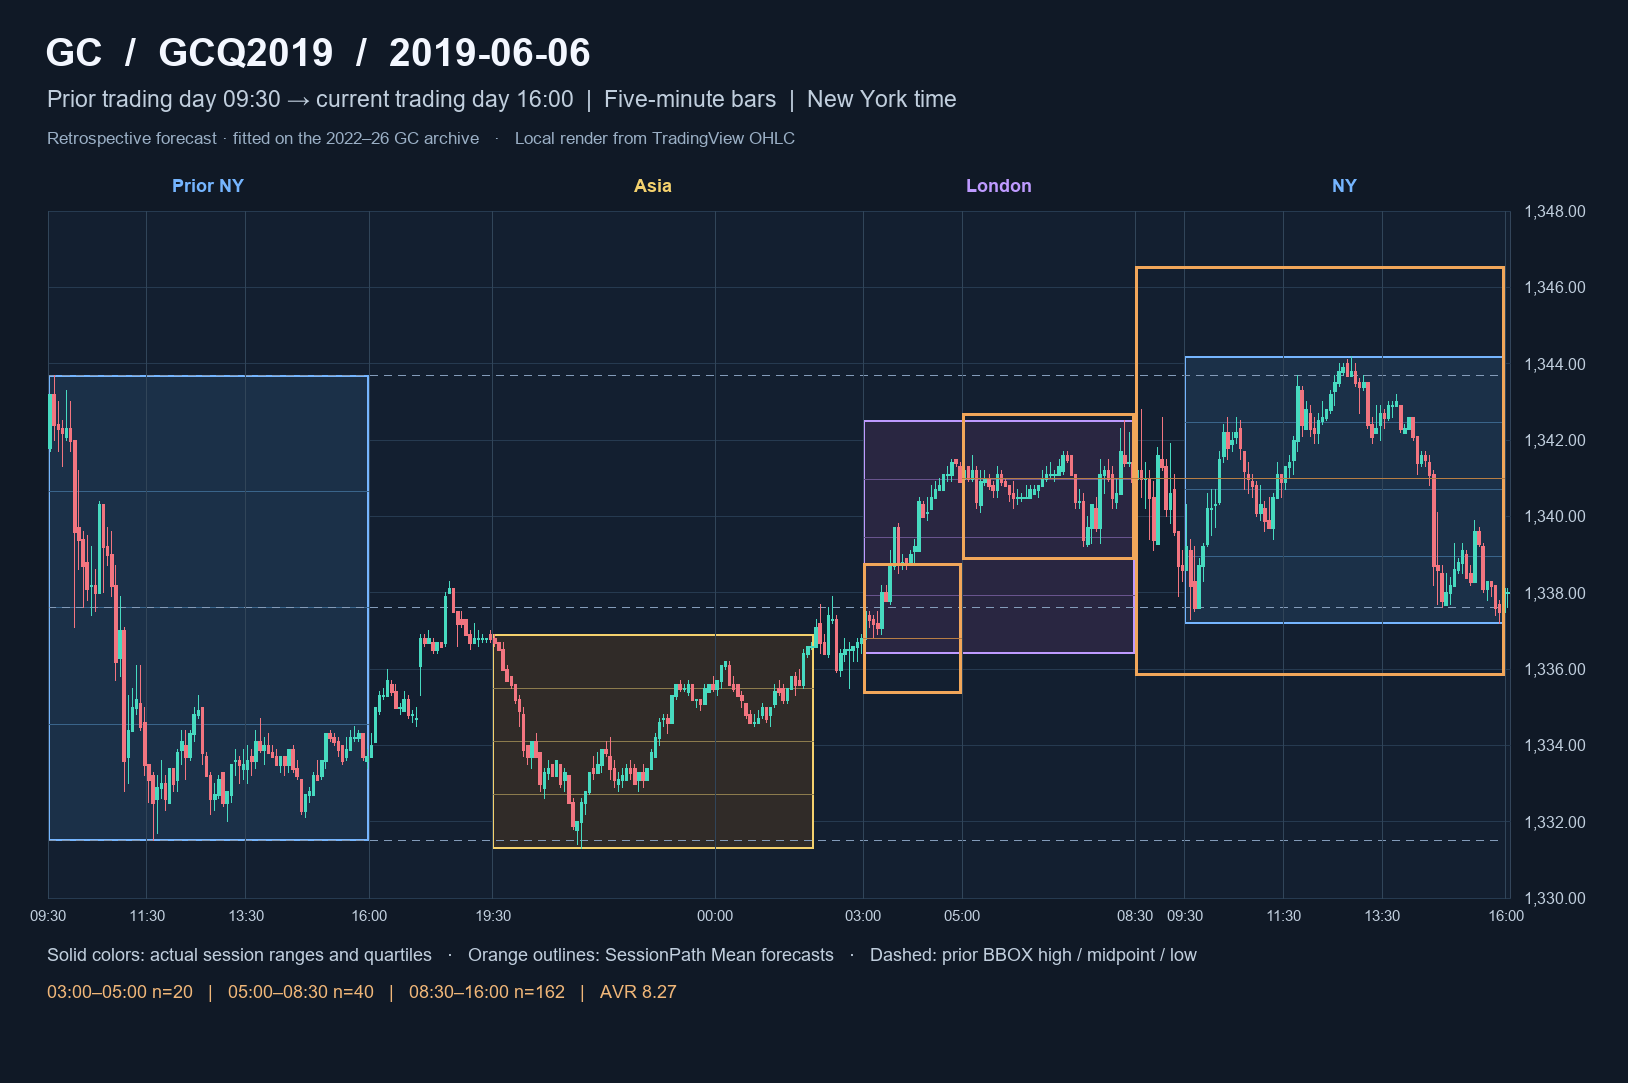 GC / GCQ2019 / 2019-06-06
Prior trading day 09:30 → current trading day 16:00 | Five-minute bars | New York time
Retrospective forecast · fitted on the 2022–26 GC archive · Local render from TradingView OHLC
Prior NY Asia London NY
1,348.00
1,346.00
1,344.00
1,342.00
1,340.00
1,338.00
1,336.00
1,334.00
1,332.00
1,330.00
09:30 11:30 13:30 16:00 19:30 00:00 03:00 05:00 08:30 09:30 11:30 13:30 16:00
Solid colors: actual session ranges and quartiles · Orange outlines: SessionPath Mean forecasts · Dashed: prior BBOX high / midpoint / low
03:00–05:00 n=20 | 05:00–08:30 n=40 | 08:30–16:00 n=162 | AVR 8.27